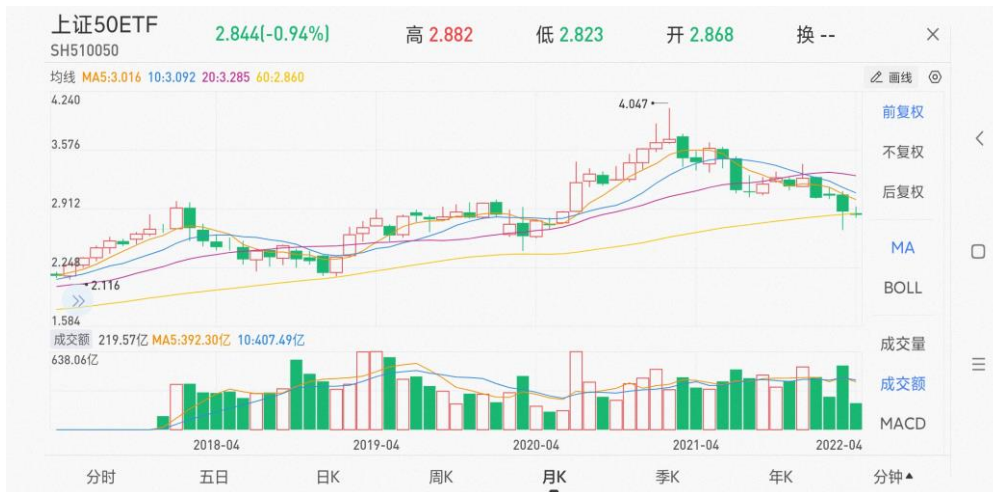 上证50ETF
SH510050
2.844(-0.94%) 高 2.882 低 2.823 开 2.868 换 --
均线 MA5:3.016 10:3.092 20:3.285 60:2.860 画线
4.240
4.047
前复权
3.576
不复权
后复权
2.912
MA
2.248
2.116
BOLL
1.584
成交额 219.57亿 MA5:392.30亿 10:407.49亿
成交量
638.06亿
成交额
MACD
2018-04 2019-04 2020-04 2021-04 2022-04
分时 五日 日K 周K 月K 季K 年K 分钟